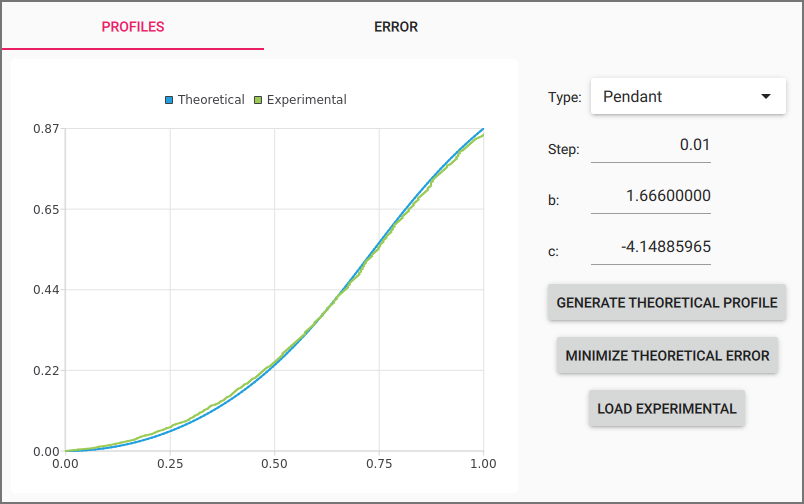 PROFILES ERROR
Theoretical Experimental
0.87
0.65
0.44
0.22
0.00
0.00 0.25 0.50 0.75 1.00
Type: Pendant
Step: 0.01
b: 1.66600000
c: -4.14885965
GENERATE THEORETICAL PROFILE
MINIMIZE THEORETICAL ERROR
LOAD EXPERIMENTAL